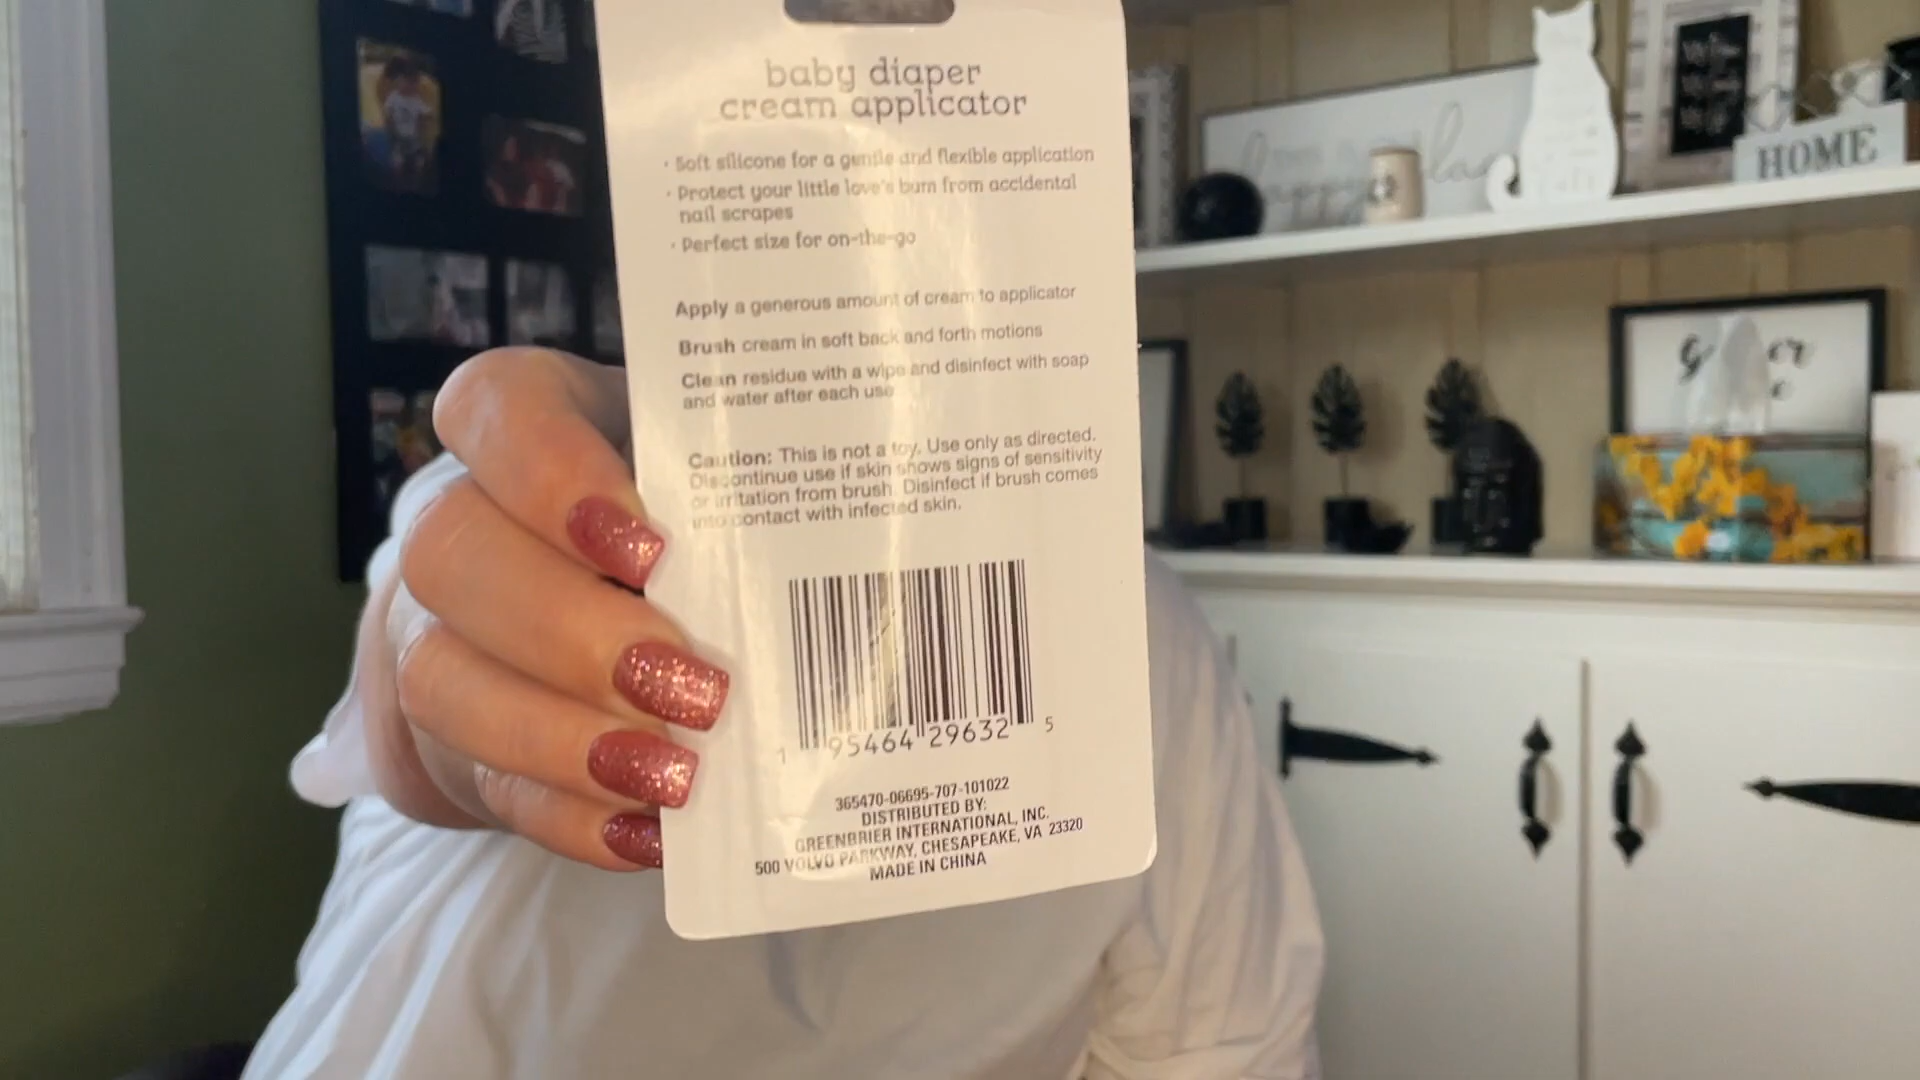 baby diaper
cream applicator
• Soft silicone for a gentle and flexible application
• Protect your little love's bum from accidental
nail scrapes
• Perfect size for on-the-go
Apply a generous amount of cream to applicator
Brush cream in soft back and forth motions
Clean residue with a wipe and disinfect with soap
and water after each use
Caution: This is not a toy. Use only as directed.
Discontinue use if skin shows signs of sensitivity
or irritation from brush. Disinfect if brush comes
into contact with infected skin.
1 95464 29632 5
365470-06695-707-101022
DISTRIBUTED BY:
GREENBRIER INTERNATIONAL, INC.
500 VOLVO PARKWAY, CHESAPEAKE, VA 23320
MADE IN CHINA
HOME
happy